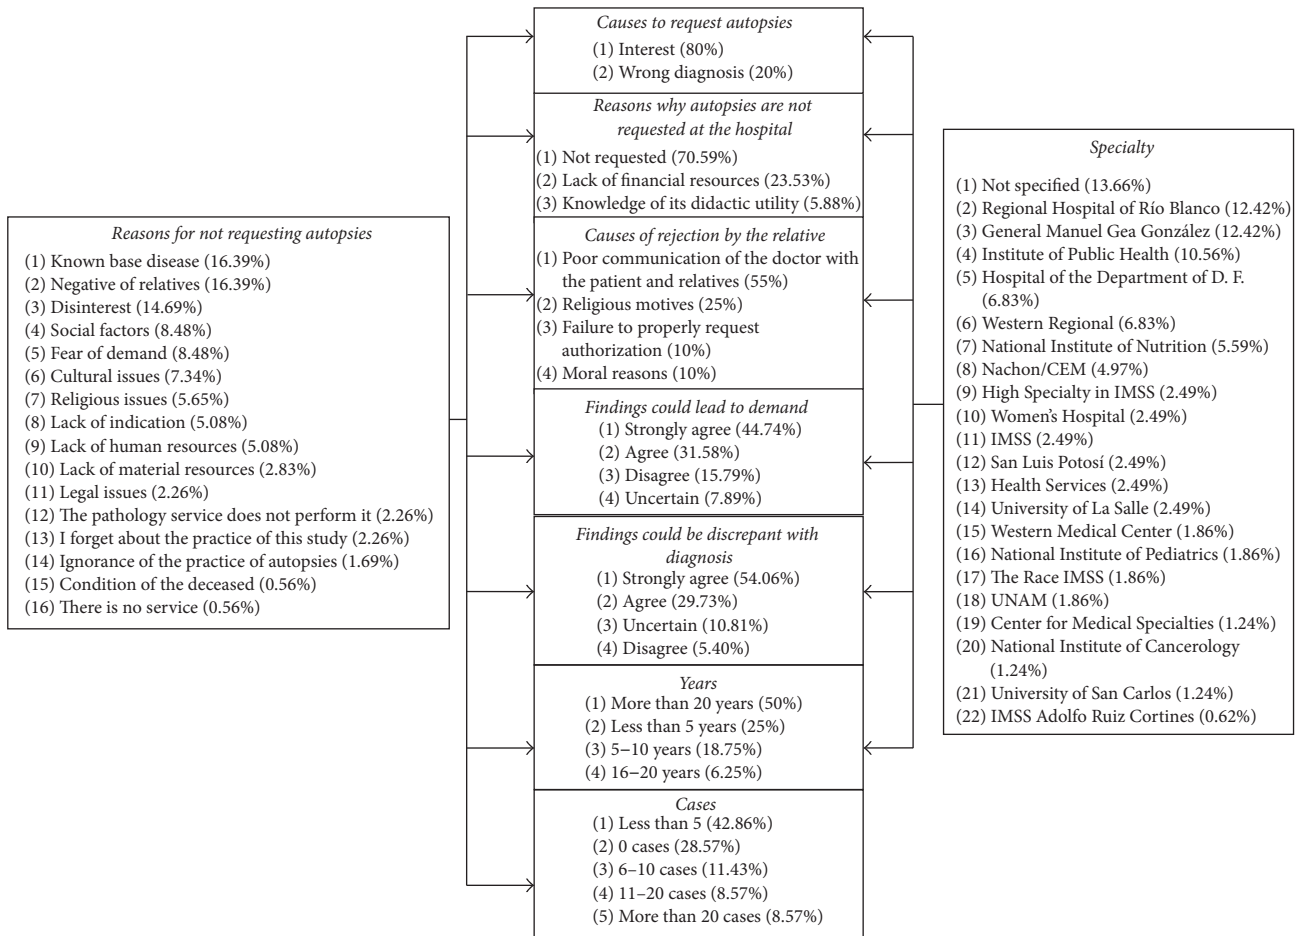 Causes to request autopsies
(1) Interest (80%)
(2) Wrong diagnosis (20%)
Reasons why autopsies are not
requested at the hospital
(1) Not requested (70.59%)
(2) Lack of financial resources (23.53%)
(3) Knowledge of its didactic utility (5.88%)
Causes of rejection by the relative
(1) Poor communication of the doctor with
the patient and relatives (55%)
(2) Religious motives (25%)
(3) Failure to properly request
authorization (10%)
(4) Moral reasons (10%)
Findings could lead to demand
(1) Strongly agree (44.74%)
(2) Agree (31.58%)
(3) Disagree (15.79%)
(4) Uncertain (7.89%)
Findings could be discrepant with
diagnosis
(1) Strongly agree (54.06%)
(2) Agree (29.73%)
(3) Uncertain (10.81%)
(4) Disagree (5.40%)
Years
(1) More than 20 years (50%)
(2) Less than 5 years (25%)
(3) 5−10 years (18.75%)
(4) 16−20 years (6.25%)
Cases
(1) Less than 5 (42.86%)
(2) 0 cases (28.57%)
(3) 6–10 cases (11.43%)
(4) 11–20 cases (8.57%)
(5) More than 20 cases (8.57%)
Reasons for not requesting autopsies
(1) Known base disease (16.39%)
(2) Negative of relatives (16.39%)
(3) Disinterest (14.69%)
(4) Social factors (8.48%)
(5) Fear of demand (8.48%)
(6) Cultural issues (7.34%)
(7) Religious issues (5.65%)
(8) Lack of indication (5.08%)
(9) Lack of human resources (5.08%)
(10) Lack of material resources (2.83%)
(11) Legal issues (2.26%)
(12) The pathology service does not perform it (2.26%)
(13) I forget about the practice of this study (2.26%)
(14) Ignorance of the practice of autopsies (1.69%)
(15) Condition of the deceased (0.56%)
(16) There is no service (0.56%)
Specialty
(1) Not specified (13.66%)
(2) Regional Hospital of Río Blanco (12.42%)
(3) General Manuel Gea González (12.42%)
(4) Institute of Public Health (10.56%)
(5) Hospital of the Department of D. F.
(6.83%)
(6) Western Regional (6.83%)
(7) National Institute of Nutrition (5.59%)
(8) Nachon/CEM (4.97%)
(9) High Specialty in IMSS (2.49%)
(10) Women's Hospital (2.49%)
(11) IMSS (2.49%)
(12) San Luis Potosí (2.49%)
(13) Health Services (2.49%)
(14) University of La Salle (2.49%)
(15) Western Medical Center (1.86%)
(16) National Institute of Pediatrics (1.86%)
(17) The Race IMSS (1.86%)
(18) UNAM (1.86%)
(19) Center for Medical Specialties (1.24%)
(20) National Institute of Cancerology
(1.24%)
(21) University of San Carlos (1.24%)
(22) IMSS Adolfo Ruiz Cortines (0.62%)